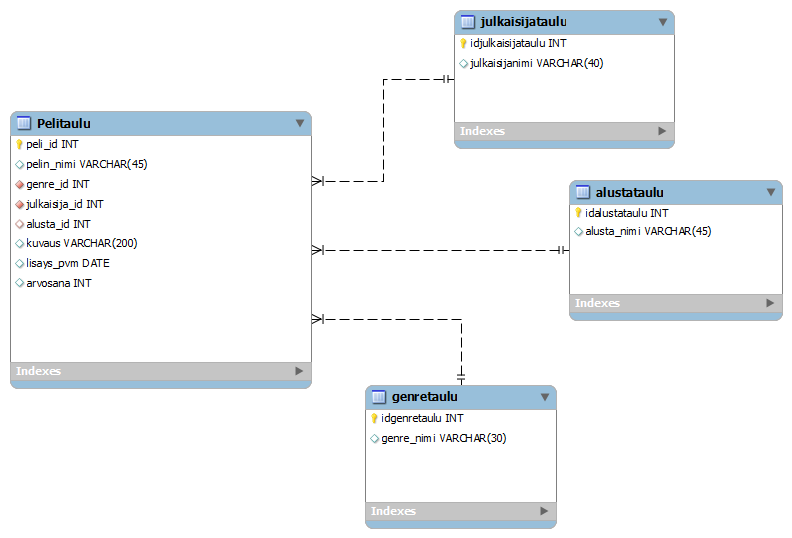 julkaisijataulu
idjulkaisijataulu INT
julkaisijanimi VARCHAR(40)
Indexes
Pelitaulu
peli_id INT
pelin_nimi VARCHAR(45)
genre_id INT
julkaisija_id INT
alusta_id INT
kuvaus VARCHAR(200)
lisays_pvm DATE
arvosana INT
Indexes
alustataulu
idalustataulu INT
alusta_nimi VARCHAR(45)
Indexes
genretaulu
idgenretaulu INT
genre_nimi VARCHAR(30)
Indexes